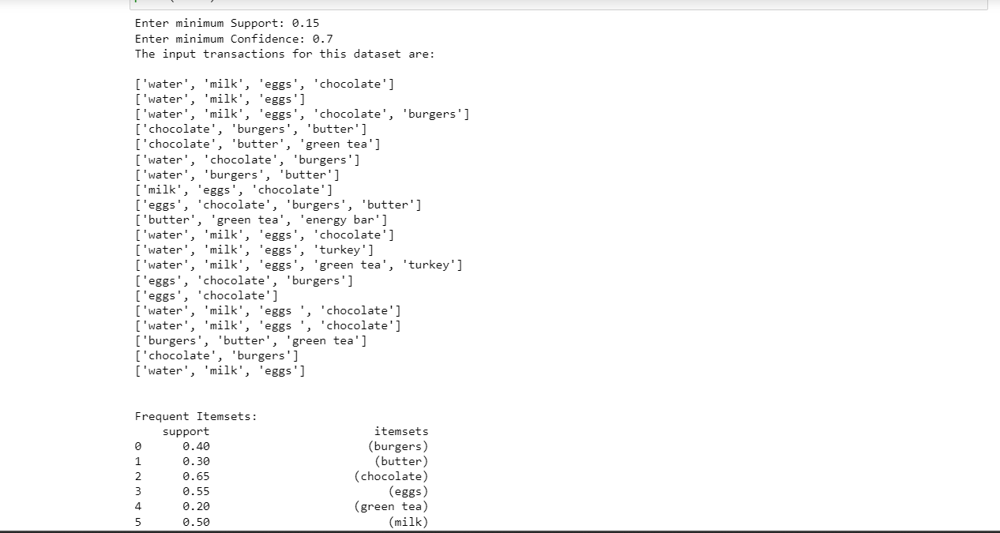 Enter minimum Support: 0.15
Enter minimum Confidence: 0.7
The input transactions for this dataset are:
['water', 'milk', 'eggs', 'chocolate']
['water', 'milk', 'eggs']
['water', 'milk', 'eggs', 'chocolate', 'burgers']
['chocolate', 'burgers', 'butter']
['chocolate', 'butter', 'green tea']
['water', 'chocolate', 'burgers']
['water', 'burgers', 'butter']
['milk', 'eggs', 'chocolate']
['eggs', 'chocolate', 'burgers', 'butter']
['butter', 'green tea', 'energy bar']
['water', 'milk', 'eggs', 'chocolate']
['water', 'milk', 'eggs', 'turkey']
['water', 'milk', 'eggs', 'green tea', 'turkey']
['eggs', 'chocolate', 'burgers']
['eggs', 'chocolate']
['water', 'milk', 'eggs ', 'chocolate']
['water', 'milk', 'eggs ', 'chocolate']
['burgers', 'butter', 'green tea']
['chocolate', 'burgers']
['water', 'milk', 'eggs']
Frequent Itemsets:
support itemsets
0 0.40 (burgers)
1 0.30 (butter)
2 0.65 (chocolate)
3 0.55 (eggs)
4 0.20 (green tea)
5 0.50 (milk)